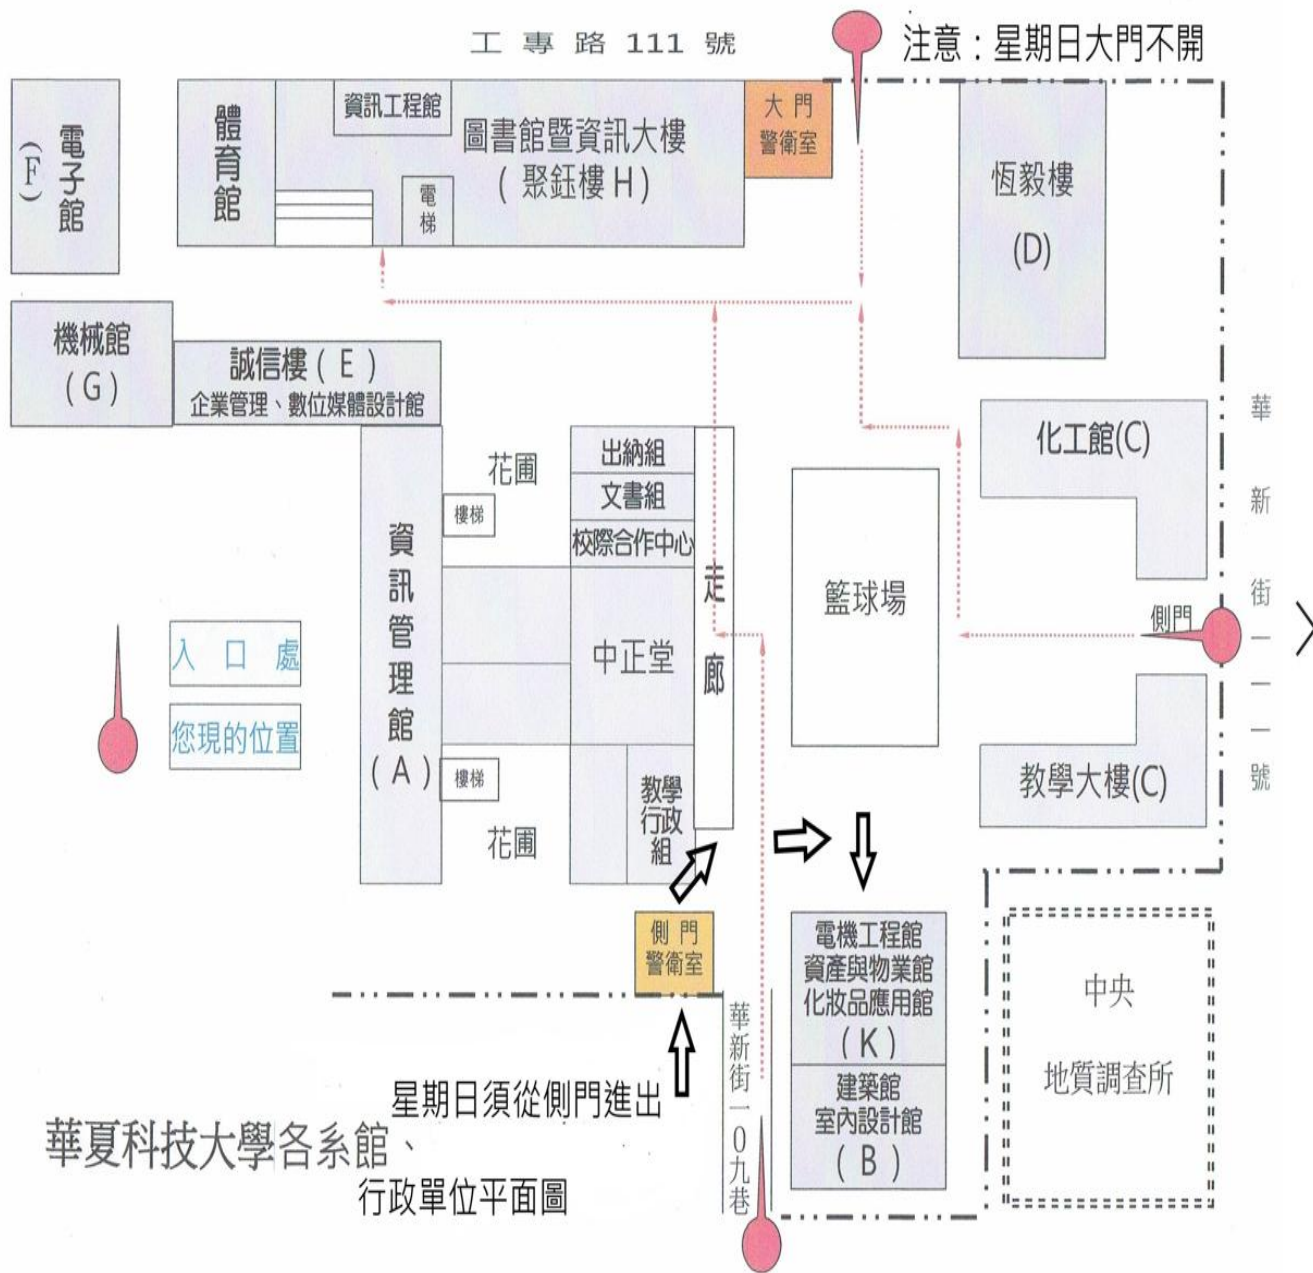 工 專 路 111 號
注意：星期日大門不開
電子館
(F)
體育館
資訊工程館
圖書館暨資訊大樓
( 聚鈺樓 H )
電梯
大 門
警衛室
恆毅樓
(D)
機械館
( G )
誠信樓 ( E )
企業管理、數位媒體設計館
化工館(C)
華新街一一一號
花圃
樓梯
出納組
文書組
校際合作中心
資訊管理館
( A )
走廊
籃球場
側門
入 口 處
您現的位置
中正堂
樓梯
花圃
教學
行政
組
教學大樓(C)
側 門
警衛室
電機工程館
資產與物業館
化妝品應用館
( K )
建築館
室內設計館
( B )
中央
地質調查所
華新街一0九巷
星期日須從側門進出
華夏科技大學各系館、
行政單位平面圖